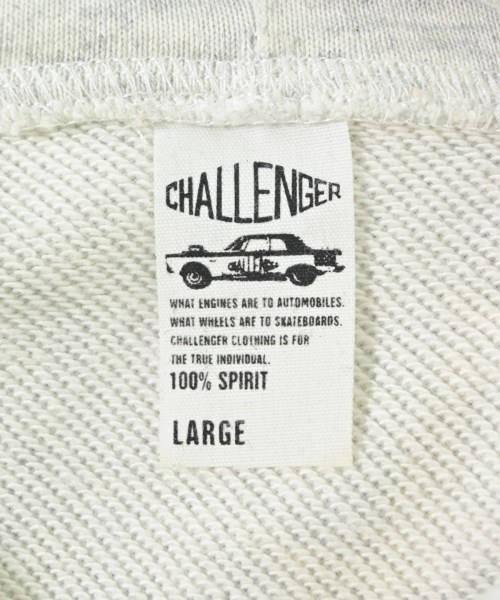 CHALLENGER
WHAT ENGINES ARE TO AUTOMOBILES.
WHAT WHEELS ARE TO SKATEBOARDS.
CHALLENGER CLOTHING IS FOR
THE TRUE INDIVIDUAL.
100% SPIRIT
LARGE